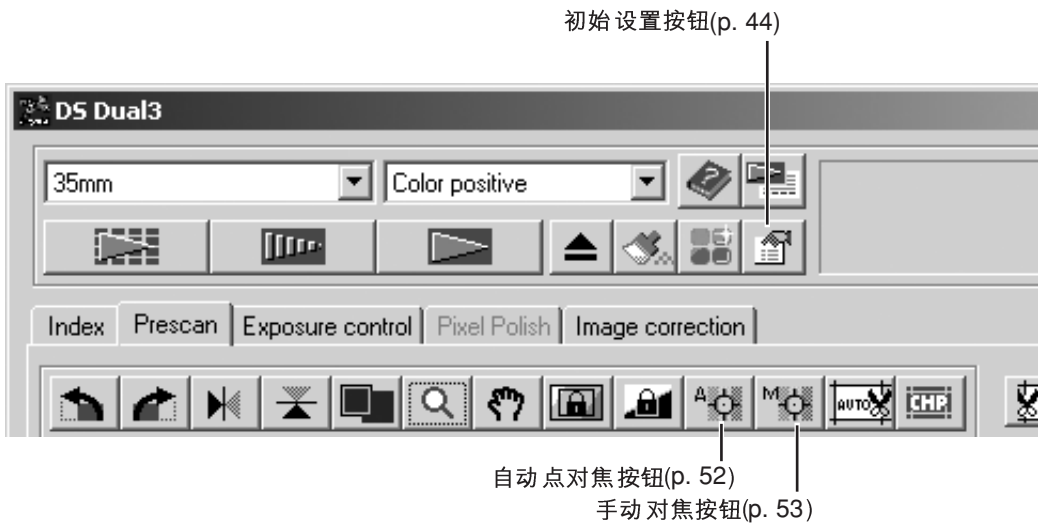 初始设置按钮(p. 44)
DS Dual3
35mm
Color positive
Index
Prescan
Exposure control
Pixel Polish
Image correction
A
M
AUTO
CHP
自动点对焦按钮(p. 52)
手动对焦按钮(p. 53)